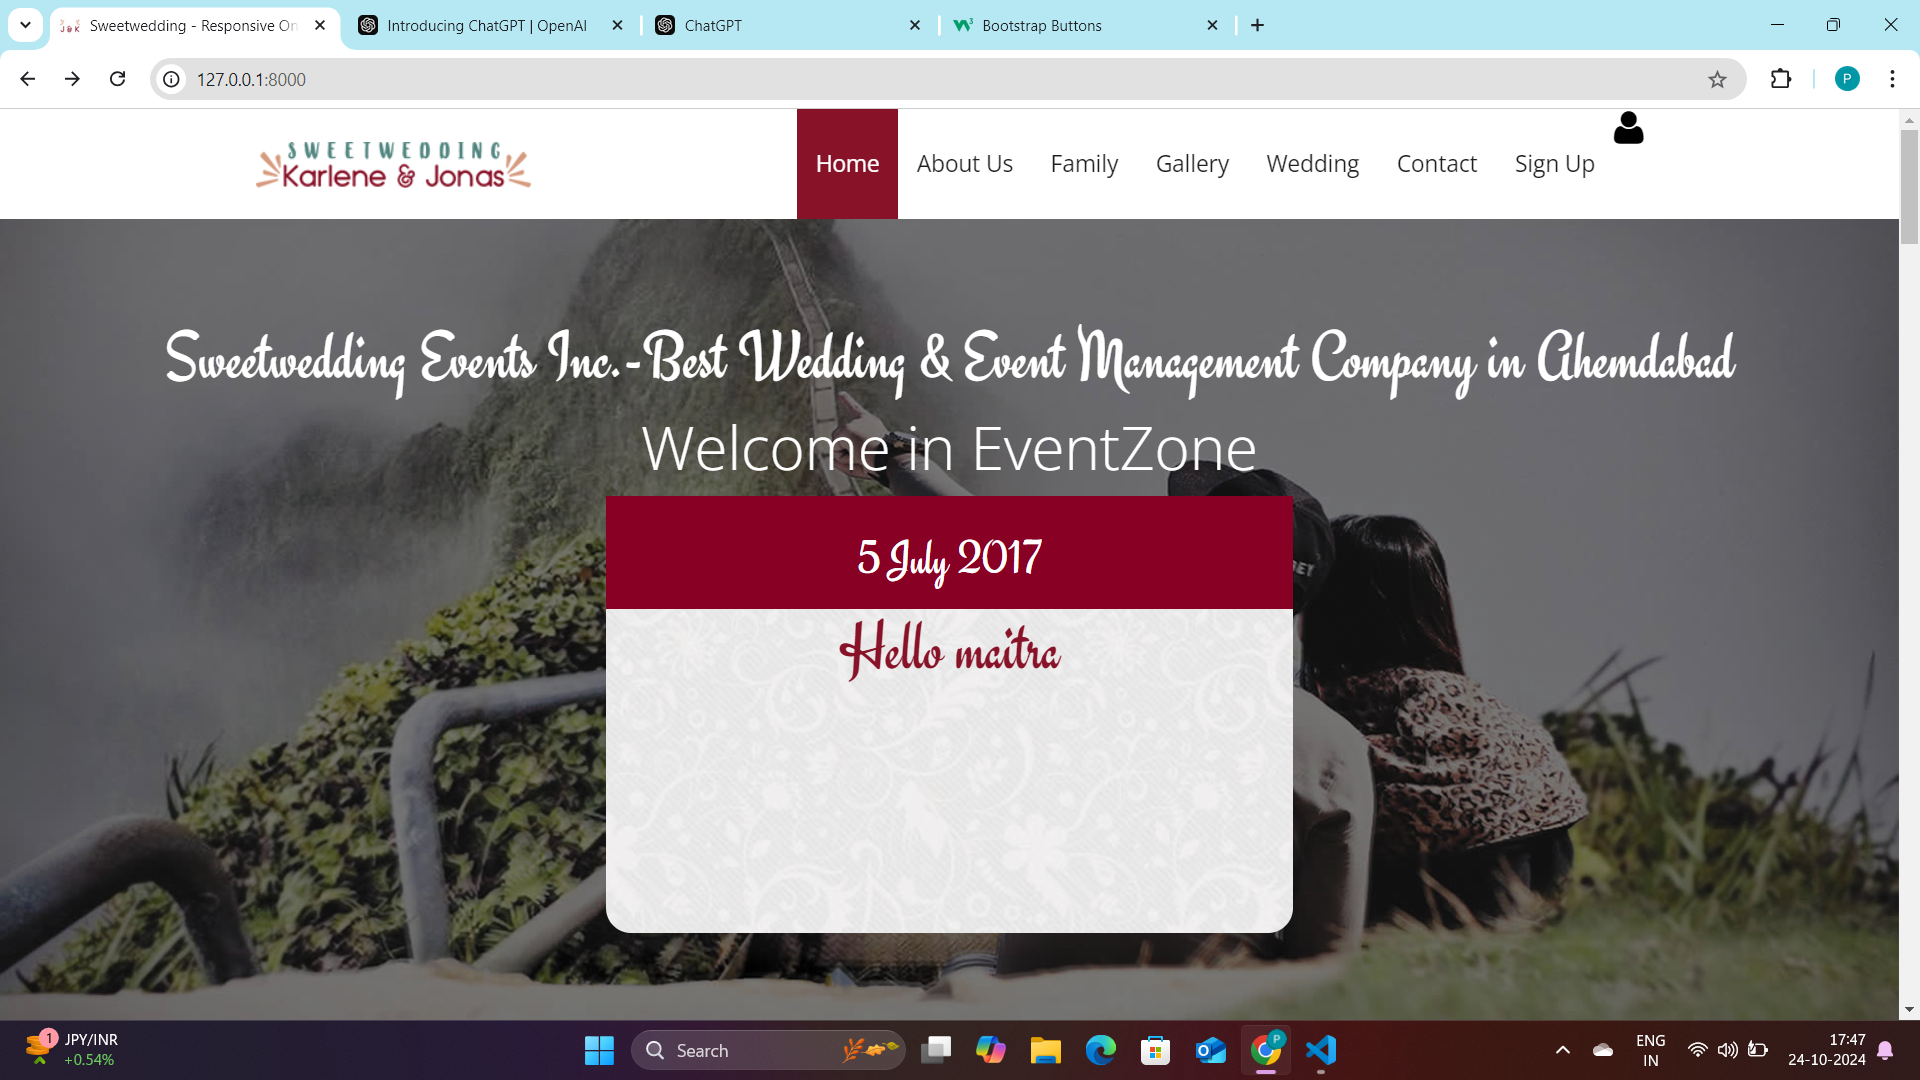 Sweetwedding - Responsive On
Introducing ChatGPT | OpenAI
ChatGPT
Bootstrap Buttons
127.0.0.1:8000
P
SWEETWEDDING
Karlene & Jonas
Home
About Us
Family
Gallery
Wedding
Contact
Sign Up
Sweetwedding Events Inc.-Best Wedding & Event Management Company in Ahemdabad
Welcome in EventZone
5 July 2017
Hello maitra
1
JPY/INR
+0.54%
Search
P
ENG
IN
17:47
24-10-2024